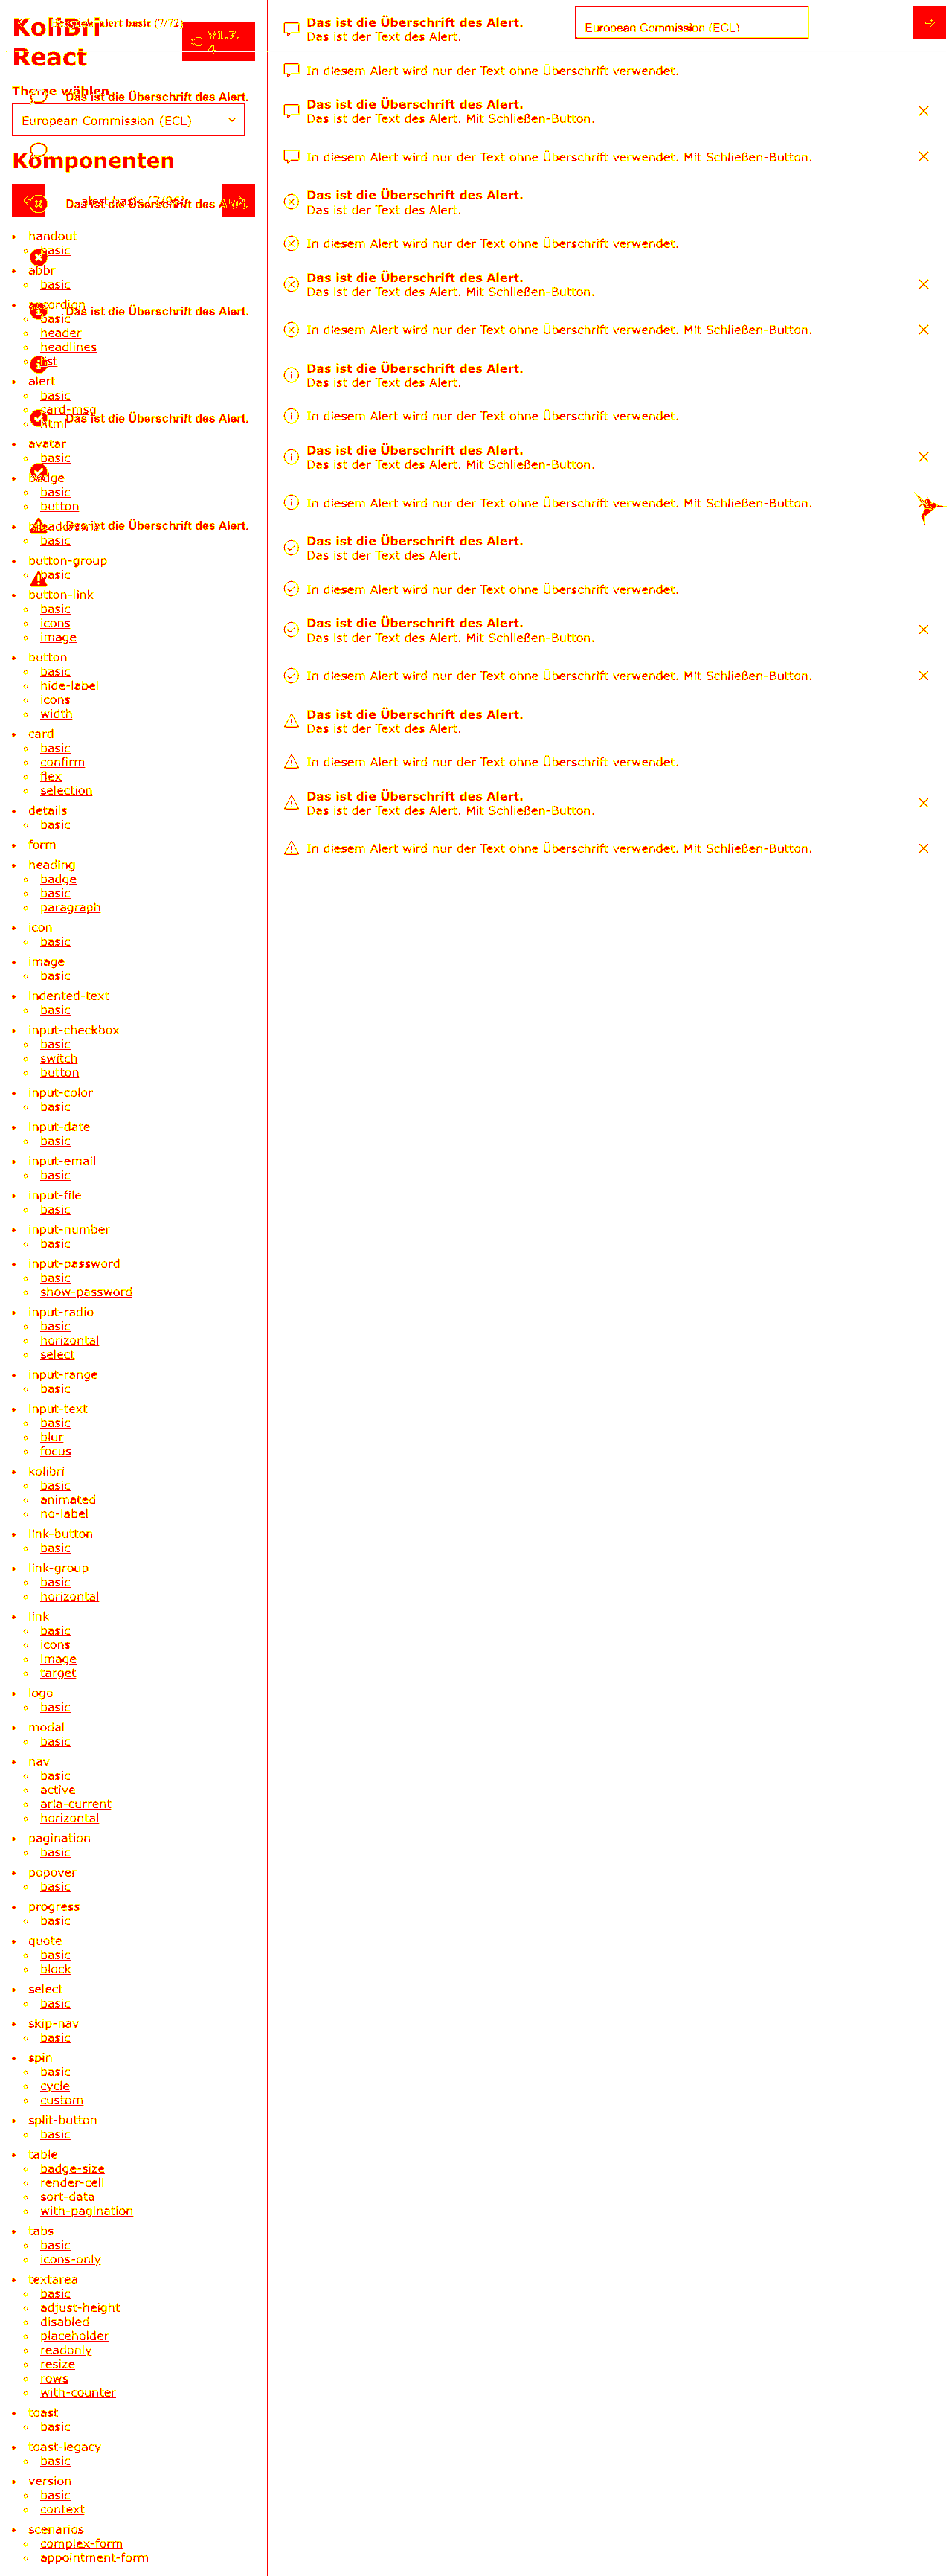 KoliBri
React
alert basic (7/72)
V1.7.
4
European Commission (ECL)
Theme wählen
Das ist die Überschrift des Alert.
European Commission (ECL)
Komponenten
alert basic (7/96)
Das ist die Überschrift des Alert.
handout
basic
abbr
basic
accordion
Das ist die Überschrift des Alert.
basic
header
headlines
list
alert
basic
card-msg
html
Das ist die Überschrift des Alert.
avatar
basic
badge
basic
button
breadcrumb
Das ist die Überschrift des Alert.
basic
button-group
basic
button-link
basic
icons
image
button
basic
hide-label
icons
width
card
basic
confirm
flex
selection
details
basic
form
heading
badge
basic
paragraph
icon
basic
image
basic
indented-text
basic
input-checkbox
basic
switch
button
input-color
basic
input-date
basic
input-email
basic
input-file
basic
input-number
basic
input-password
basic
show-password
input-radio
basic
horizontal
select
input-range
basic
input-text
basic
blur
focus
kolibri
basic
animated
no-label
link-button
basic
link-group
basic
horizontal
link
basic
icons
image
target
logo
basic
modal
basic
nav
basic
active
aria-current
horizontal
pagination
basic
popover
basic
progress
basic
quote
basic
block
select
basic
skip-nav
basic
spin
basic
cycle
custom
split-button
basic
table
badge-size
render-cell
sort-data
with-pagination
tabs
basic
icons-only
textarea
basic
adjust-height
disabled
placeholder
readonly
resize
rows
with-counter
toast
basic
toast-legacy
basic
version
basic
context
scenarios
complex-form
appointment-form
Das ist die Überschrift des Alert.
Das ist der Text des Alert.
In diesem Alert wird nur der Text ohne Überschrift verwendet.
Das ist die Überschrift des Alert.
Das ist der Text des Alert. Mit Schließen-Button.
In diesem Alert wird nur der Text ohne Überschrift verwendet. Mit Schließen-Button.
Das ist die Überschrift des Alert.
Das ist der Text des Alert.
In diesem Alert wird nur der Text ohne Überschrift verwendet.
Das ist die Überschrift des Alert.
Das ist der Text des Alert. Mit Schließen-Button.
In diesem Alert wird nur der Text ohne Überschrift verwendet. Mit Schließen-Button.
Das ist die Überschrift des Alert.
Das ist der Text des Alert.
In diesem Alert wird nur der Text ohne Überschrift verwendet.
Das ist die Überschrift des Alert.
Das ist der Text des Alert. Mit Schließen-Button.
In diesem Alert wird nur der Text ohne Überschrift verwendet. Mit Schließen-Button.
Das ist die Überschrift des Alert.
Das ist der Text des Alert.
In diesem Alert wird nur der Text ohne Überschrift verwendet.
Das ist die Überschrift des Alert.
Das ist der Text des Alert. Mit Schließen-Button.
In diesem Alert wird nur der Text ohne Überschrift verwendet. Mit Schließen-Button.
Das ist die Überschrift des Alert.
Das ist der Text des Alert.
In diesem Alert wird nur der Text ohne Überschrift verwendet.
Das ist die Überschrift des Alert.
Das ist der Text des Alert. Mit Schließen-Button.
In diesem Alert wird nur der Text ohne Überschrift verwendet. Mit Schließen-Button.